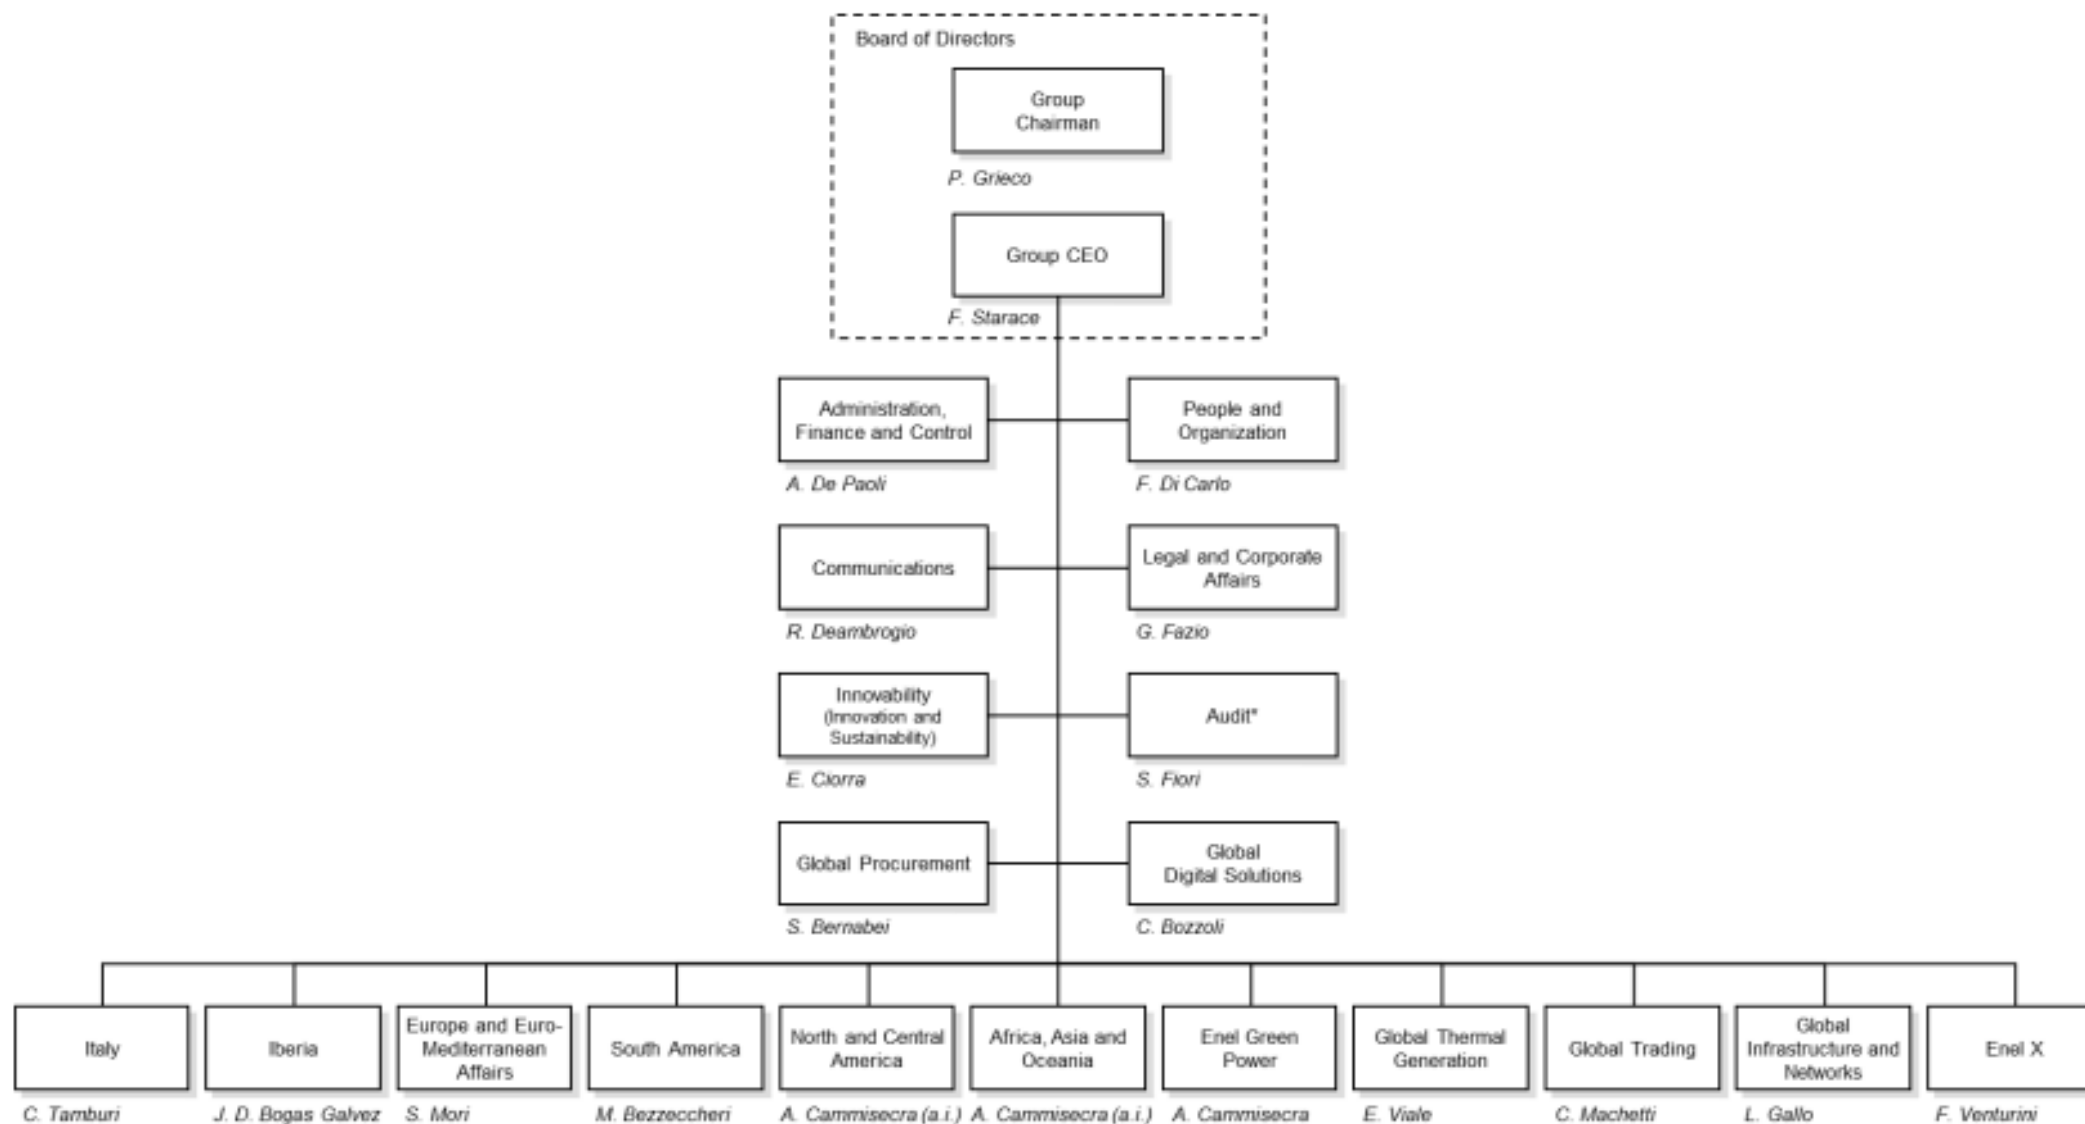 Board of Directors
Group
Chairman
P. Grieco
Group CEO
F. Starace
Administration,
Finance and Control
A. De Paoli
People and
Organization
F. Di Carlo
Communications
R. Deambrogio
Legal and Corporate
Affairs
G. Fazio
Innovability
(Innovation and
Sustainability)
E. Ciorra
Audit*
S. Fiori
Global Procurement
S. Bernabei
Global
Digital Solutions
C. Bozzoli
Italy
C. Tamburi
Iberia
J. D. Bogas Galvez
Europe and Euro-
Mediterranean
Affairs
S. Mori
South America
M. Bezzeccheri
North and Central
America
A. Cammisecra (a.i.)
Africa, Asia and
Oceania
A. Cammisecra (a.i.)
Enel Green
Power
A. Cammisecra
Global Thermal
Generation
E. Viale
Global Trading
C. Machetti
Global
Infrastructure and
Networks
L. Gallo
Enel X
F. Venturini